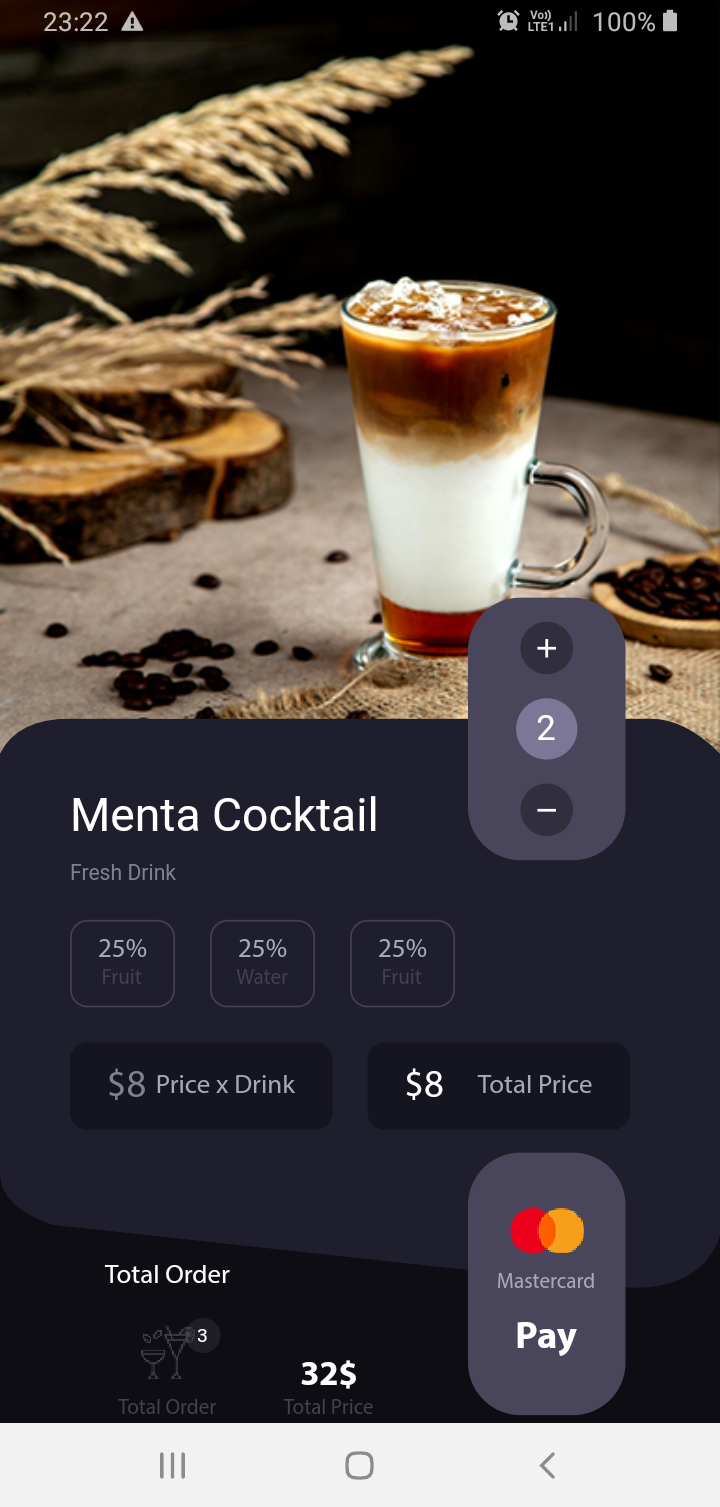 23:22 Vo)) LTE1 100%
+
2
−
Menta Cocktail
Fresh Drink
25% 25% 25%
Fruit Water Fruit
$8 Price x Drink $8 Total Price
Mastercard
Total Order
3
Pay
32$
Total Order Total Price